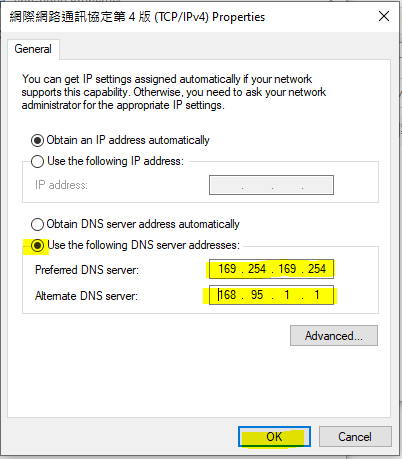 網際網路通訊協定第 4 版 (TCP/IPv4) Properties
General
You can get IP settings assigned automatically if your network
supports this capability. Otherwise, you need to ask your network
administrator for the appropriate IP settings.
Obtain an IP address automatically
Use the following IP address:
IP address: . . .
Obtain DNS server address automatically
Use the following DNS server addresses:
Preferred DNS server: 169 . 254 . 169 . 254
Alternate DNS server: 168 . 95 . 1 . 1
Advanced...
OK Cancel